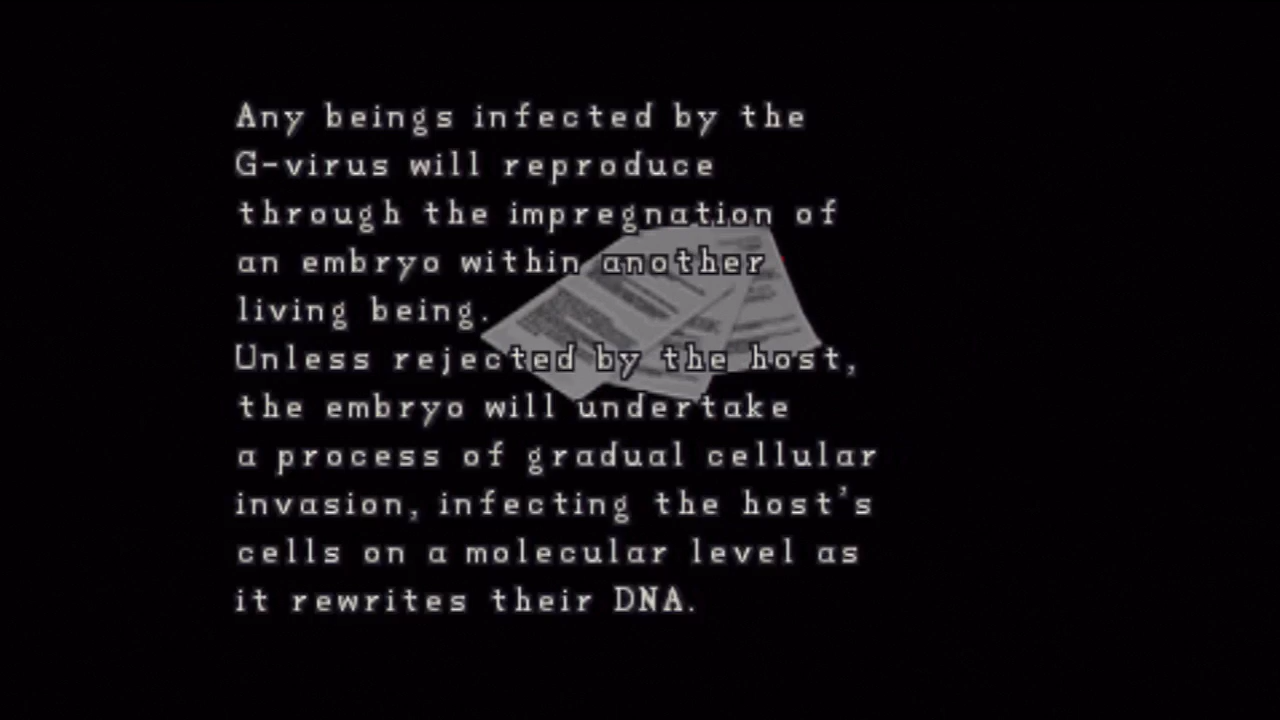 Any beings infected by the
G-virus will reproduce
through the impregnation of
an embryo within another
living being.
Unless rejected by the host,
the embryo will undertake
a process of gradual cellular
invasion, infecting the host's
cells on a molecular level as
it rewrites their DNA.